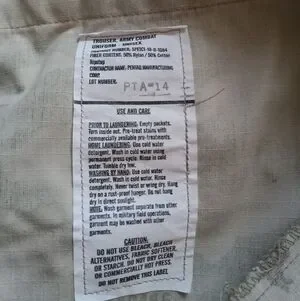 TROUSER, ARMY COMBAT
UNIFORM - UNISEX
FIBER CONTENT: 50% Nylon / 50% Cotton
Ripstop
CONTRACTOR NAME: PENTAQ MANUFACTURING
CORP.
LOT NUMBER:
PTA-14
USE AND CARE
PRIOR TO LAUNDERING: Empty pockets.
Turn inside out. Pre-treat stains with
commercially available pre-treatments.
HOME LAUNDERING: Use cold water
detergent. Wash in cold water using
permanent press cycle. Rinse in cold
water. Tumble dry low.
WASHING BY HAND: Use cold water
detergent. Wash in cold water. Rinse
completely. Never twist or wring dry. Hang
dry on a rust-proof hanger. Do not hang
dry in direct sunlight.
NOTE: Wash garment separate from other
garments. In military field operations,
garment may be washed with other
garments.
CAUTION:
DO NOT USE BLEACH, BLEACH
ALTERNATIVES, FABRIC SOFTENER,
OR STARCH. DO NOT DRY CLEAN
OR COMMERCIALLY HOT PRESS.
DO NOT REMOVE THIS LABEL